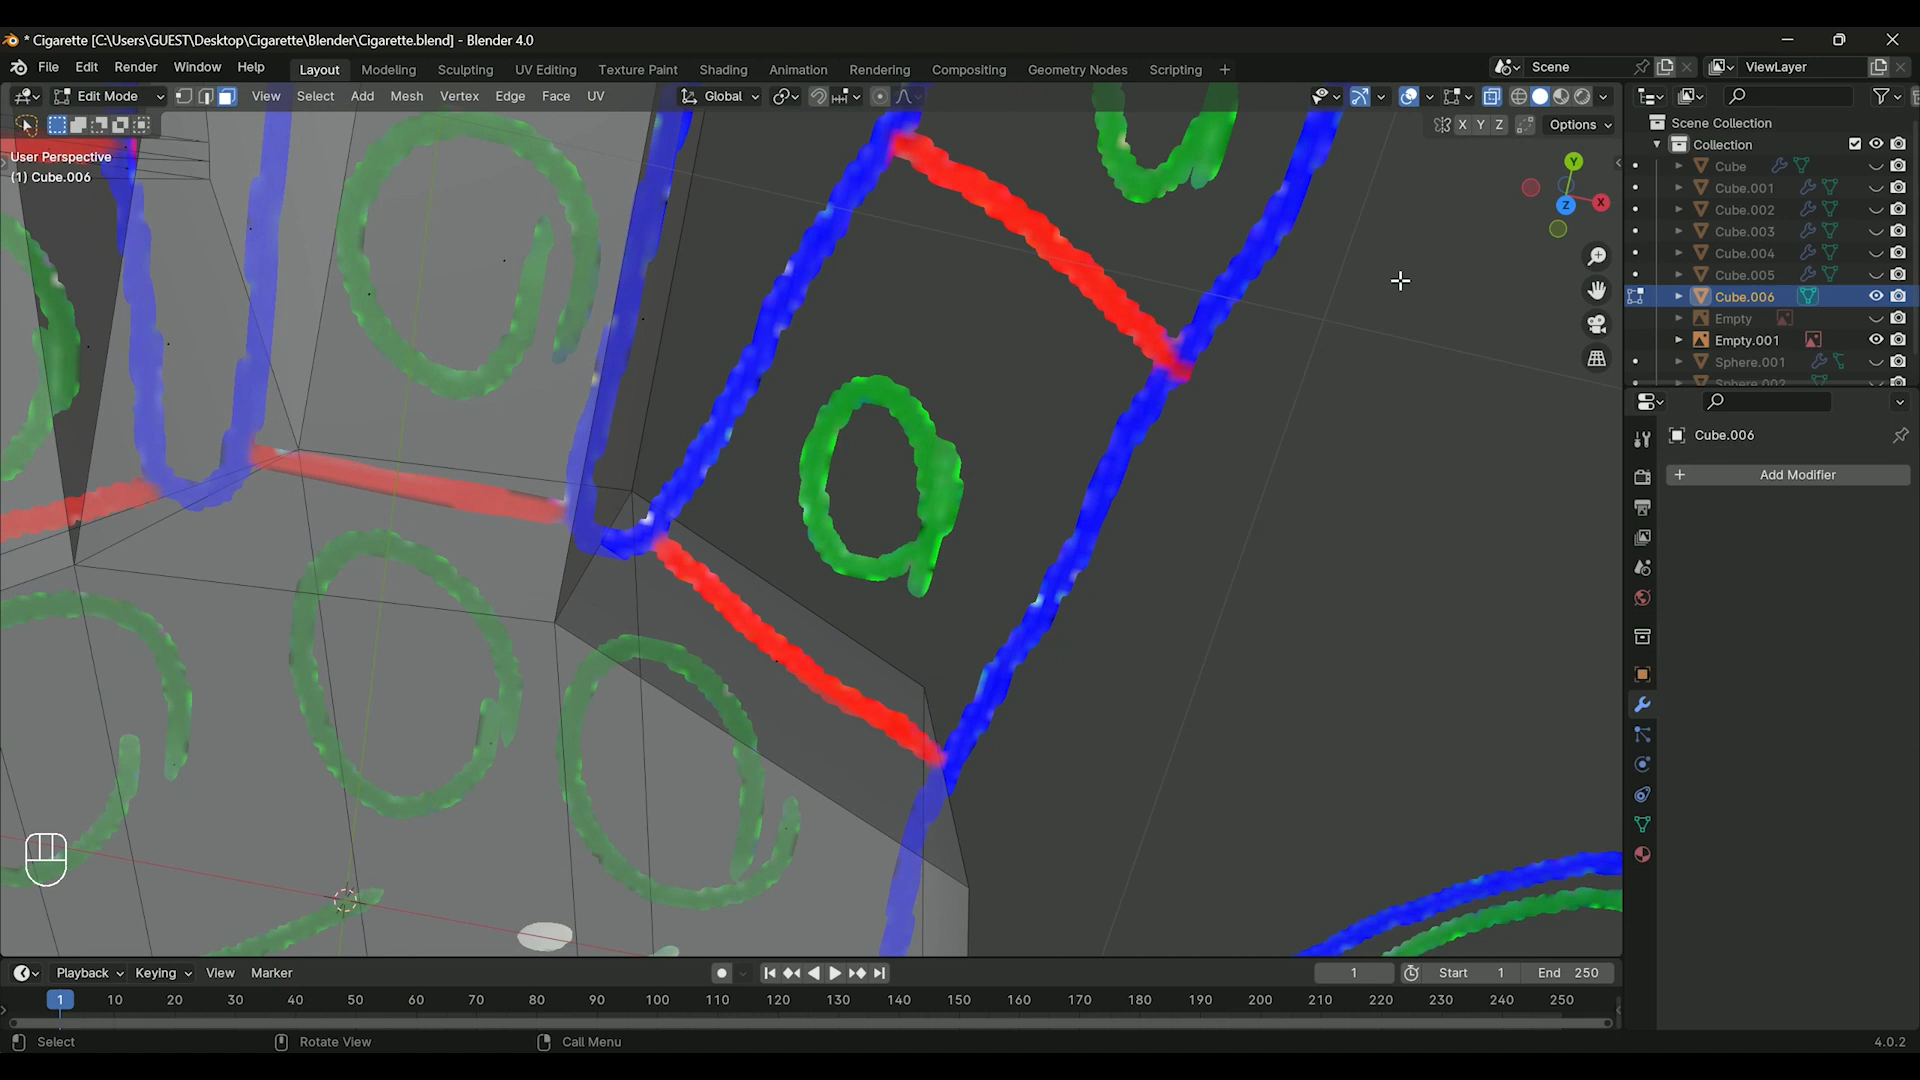 * Cigarette [C:\Users\GUEST\Desktop\Cigarette\Blender\Cigarette.blend] - Blender 4.0
File Edit Render Window Help Layout Modeling Sculpting UV Editing Texture Paint Shading Animation Rendering Compositing Geometry Nodes Scripting + Scene ViewLayer
Edit Mode View Select Add Mesh Vertex Edge Face UV Global
X Y Z Options
User Perspective
(1) Cube.006
Y
X
Z
Scene Collection
Collection
Cube
Cube.001
Cube.002
Cube.003
Cube.004
Cube.005
Cube.006
Empty
Empty.001
Sphere.001
Sphere.002
Cube.006
+ Add Modifier
Playback Keying View Marker 1 Start 1 End 250
1 10 20 30 40 50 60 70 80 90 100 110 120 130 140 150 160 170 180 190 200 210 220 230 240 250
Select Rotate View Call Menu 4.0.2